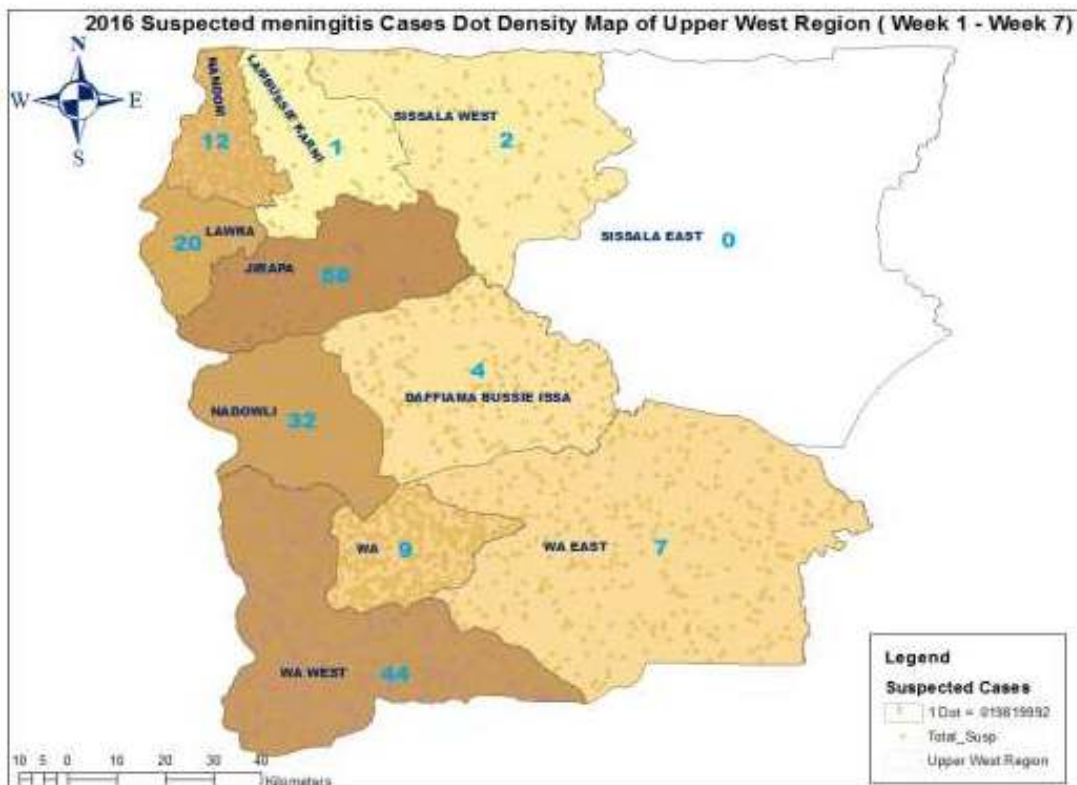 2016 Suspected meningitis Cases Dot Density Map of Upper West Region ( Week 1 - Week 7)
N
W E
S
NANDOM
12
LAMBUSSIE KARNI
1
SISSALA WEST
2
SISSALA EAST 0
LAWRA
20
JIRAPA
NADOWLI
32
4
DAFFIAMA BUSSIE ISSA
WA 9
WA EAST 7
WA WEST 44
Legend
Suspected Cases
1 Dot =
Total_Susp
Upper West Region
10 5 0 10 20 30 40
Kilometers